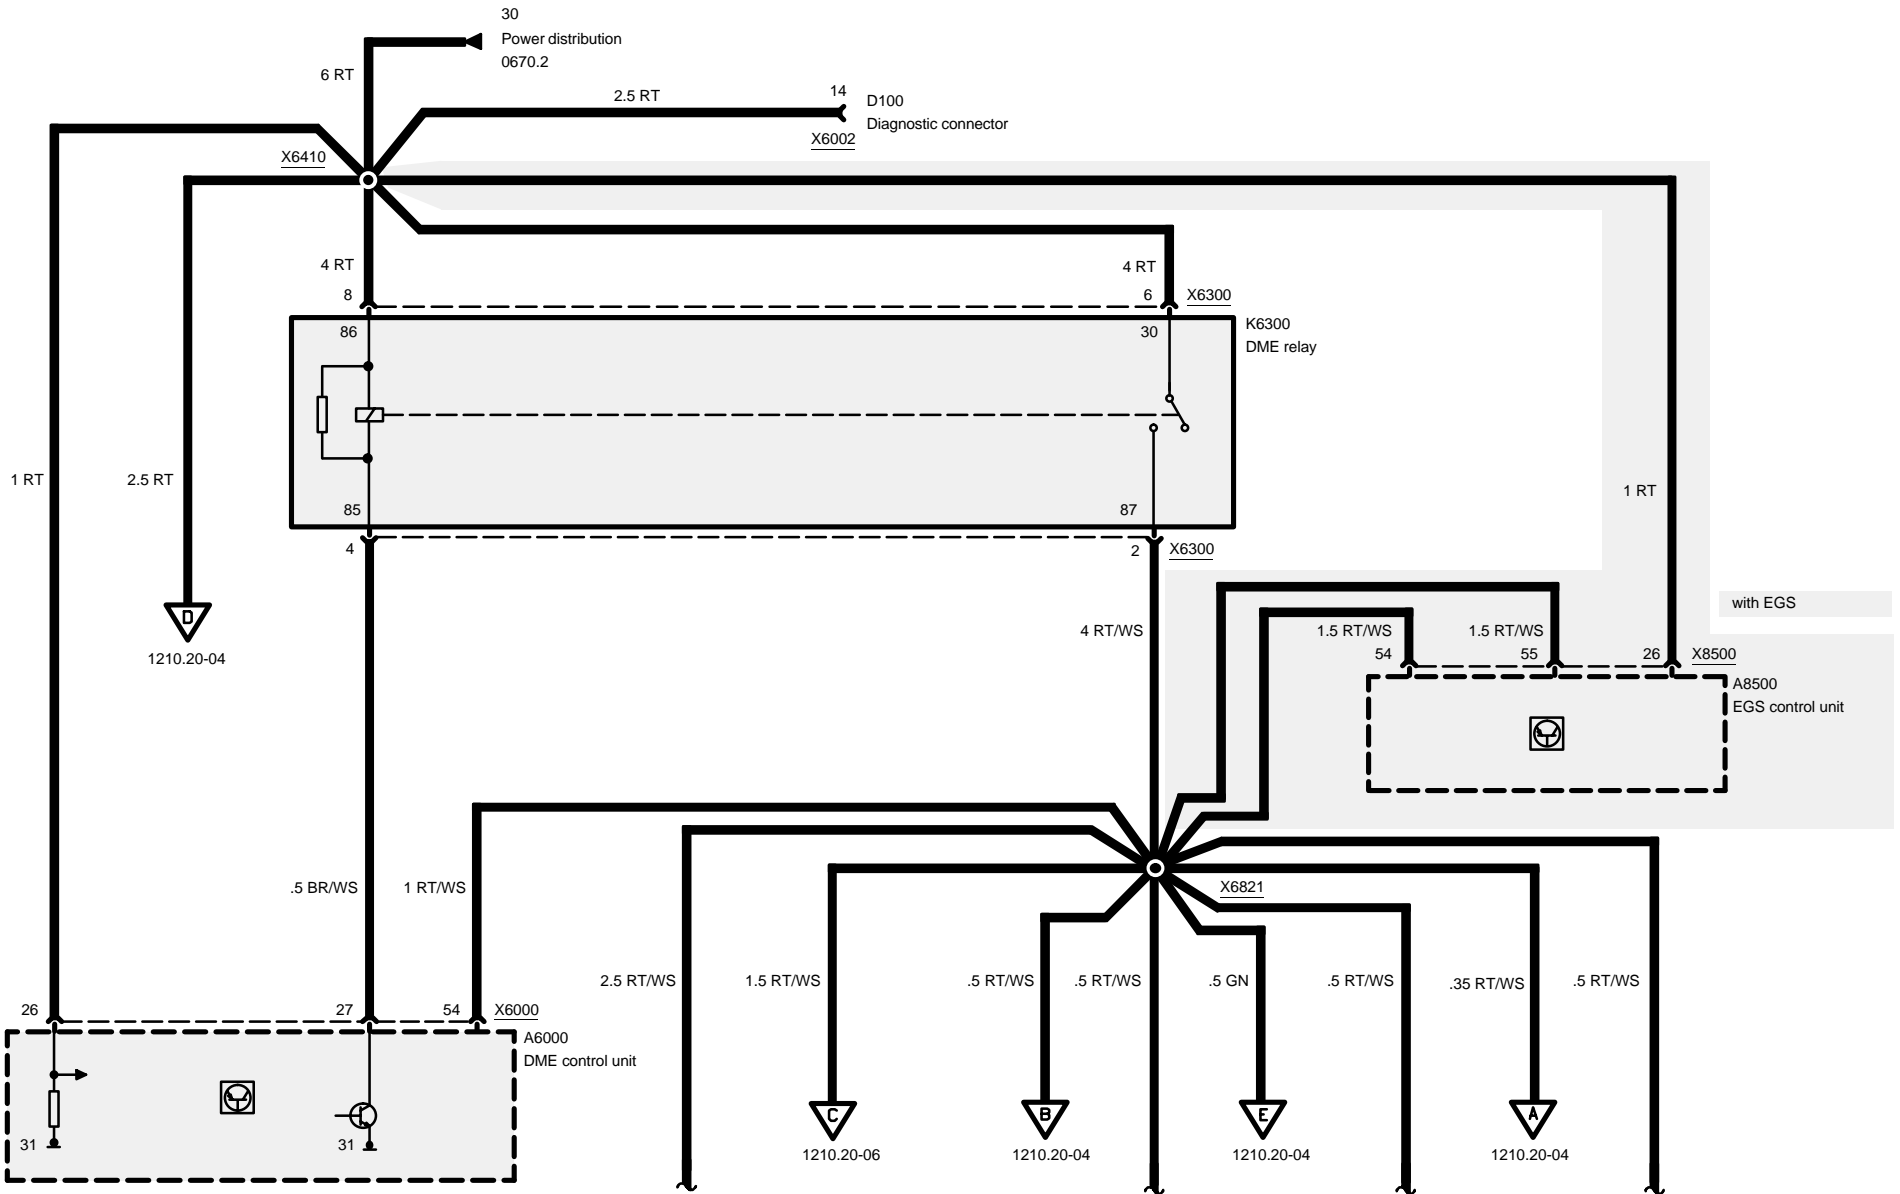 30
Power distribution
0670.2
6 RT
2.5 RT
14
D100
Diagnostic connector
X6002
X6410
4 RT
4 RT
8
6
X6300
86
30
K6300
DME relay
1 RT
2.5 RT
1 RT
85
87
4
2
X6300
with EGS
D
1210.20-04
4 RT/WS
1.5 RT/WS
1.5 RT/WS
54
55
26
X8500
A8500
EGS control unit
.5 BR/WS
1 RT/WS
X6821
2.5 RT/WS
1.5 RT/WS
.5 RT/WS
.5 RT/WS
.5 GN
.5 RT/WS
.35 RT/WS
.5 RT/WS
26
27
54
X6000
A6000
DME control unit
31
31
C
B
E
A
1210.20-06
1210.20-04
1210.20-04
1210.20-04